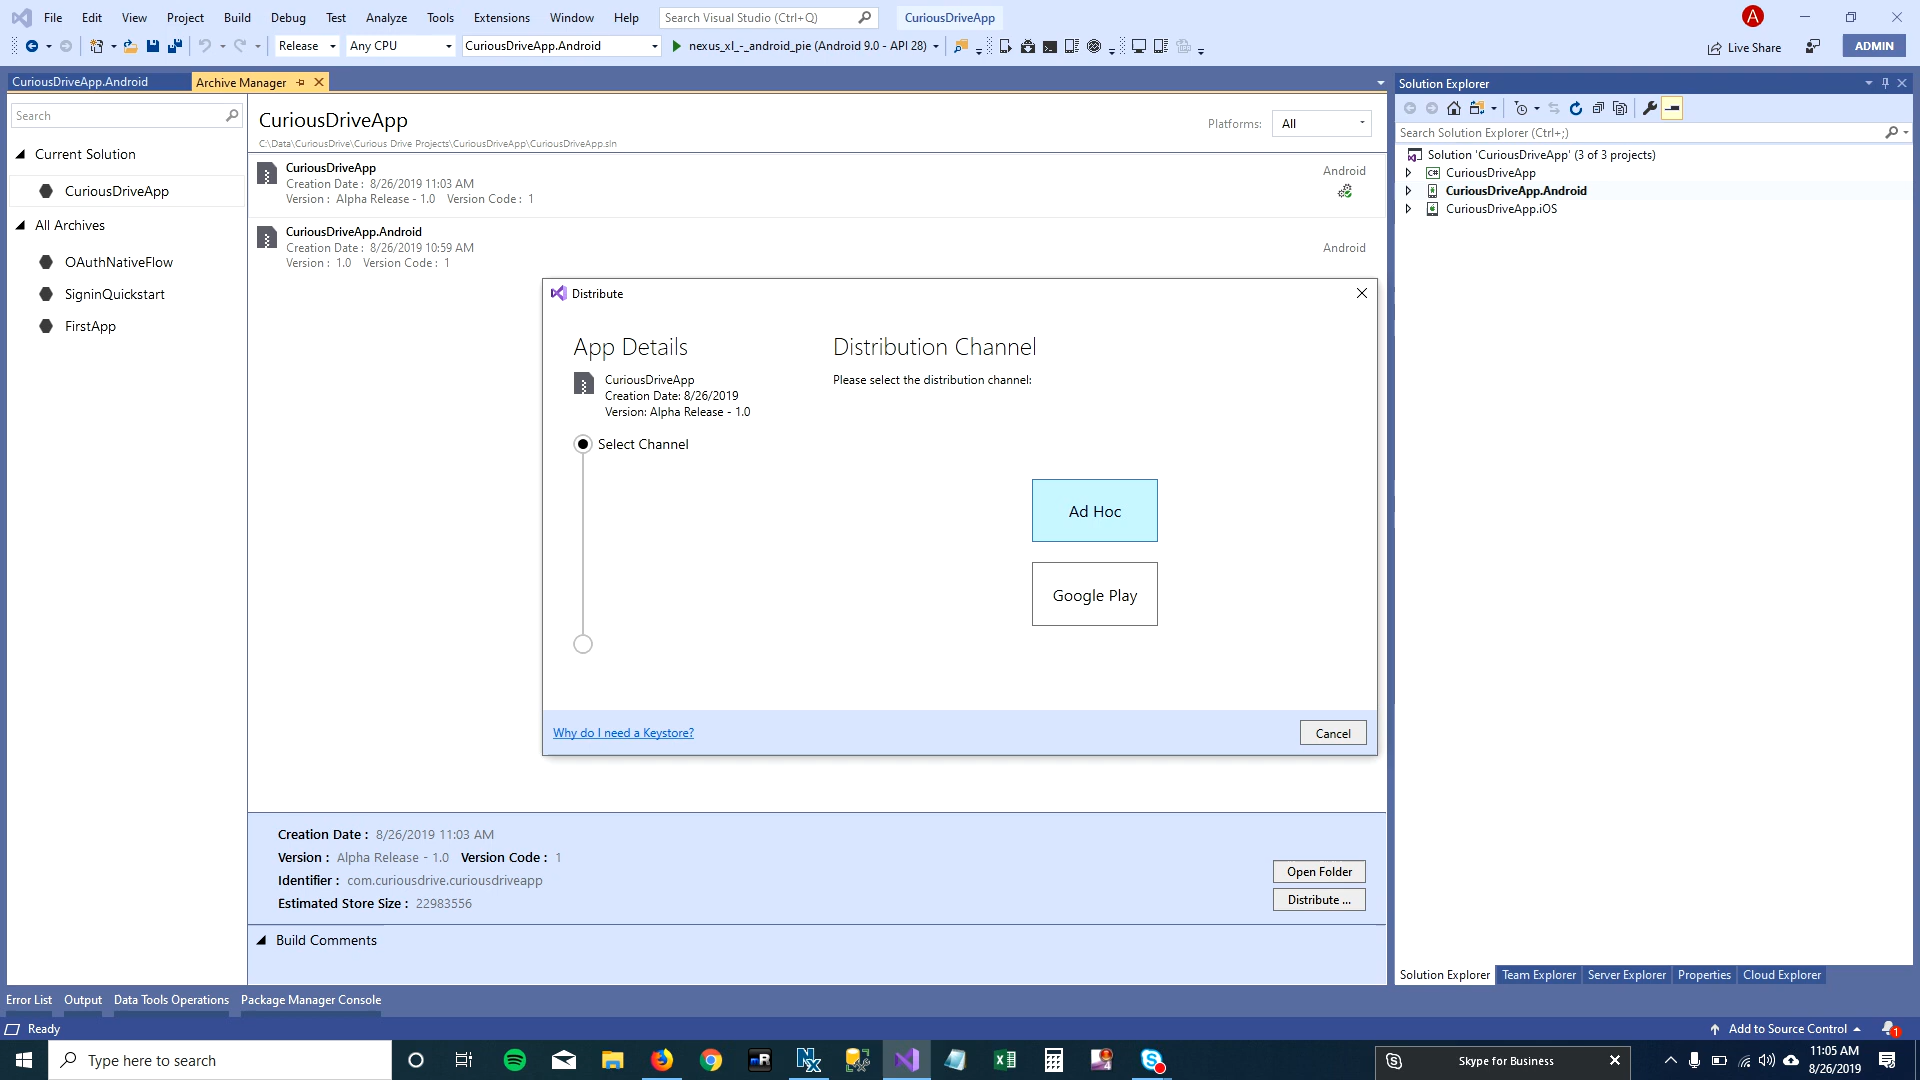 File Edit View Project Build Debug Test Analyze Tools Extensions Window Help Search Visual Studio (Ctrl+Q) CuriousDriveApp A
Release Any CPU CuriousDriveApp.Android nexus_xl_-_android_pie (Android 9.0 - API 28) Live Share ADMIN
CuriousDriveApp.Android Archive Manager
Search
Current Solution
CuriousDriveApp
All Archives
OAuthNativeFlow
SigninQuickstart
FirstApp
CuriousDriveApp
C:\Data\CuriousDrive\Curious Drive Projects\CuriousDriveApp\CuriousDriveApp.sln
Platforms: All
CuriousDriveApp
Creation Date : 8/26/2019 11:03 AM
Version : Alpha Release - 1.0 Version Code : 1
Android
CuriousDriveApp.Android
Creation Date : 8/26/2019 10:59 AM
Version : 1.0 Version Code : 1
Android
Distribute
App Details
CuriousDriveApp
Creation Date: 8/26/2019
Version: Alpha Release - 1.0
Select Channel
Distribution Channel
Please select the distribution channel:
Ad Hoc
Google Play
Why do I need a Keystore?
Cancel
Creation Date : 8/26/2019 11:03 AM
Version : Alpha Release - 1.0 Version Code : 1
Identifier : com.curiousdrive.curiousdriveapp
Estimated Store Size : 22983556
Open Folder
Distribute ...
Build Comments
Solution Explorer
Search Solution Explorer (Ctrl+;)
Solution 'CuriousDriveApp' (3 of 3 projects)
C# CuriousDriveApp
CuriousDriveApp.Android
CuriousDriveApp.iOS
Solution Explorer Team Explorer Server Explorer Properties Cloud Explorer
Error List Output Data Tools Operations Package Manager Console
Ready
Add to Source Control 1
Type here to search
Skype for Business
11:05 AM
8/26/2019